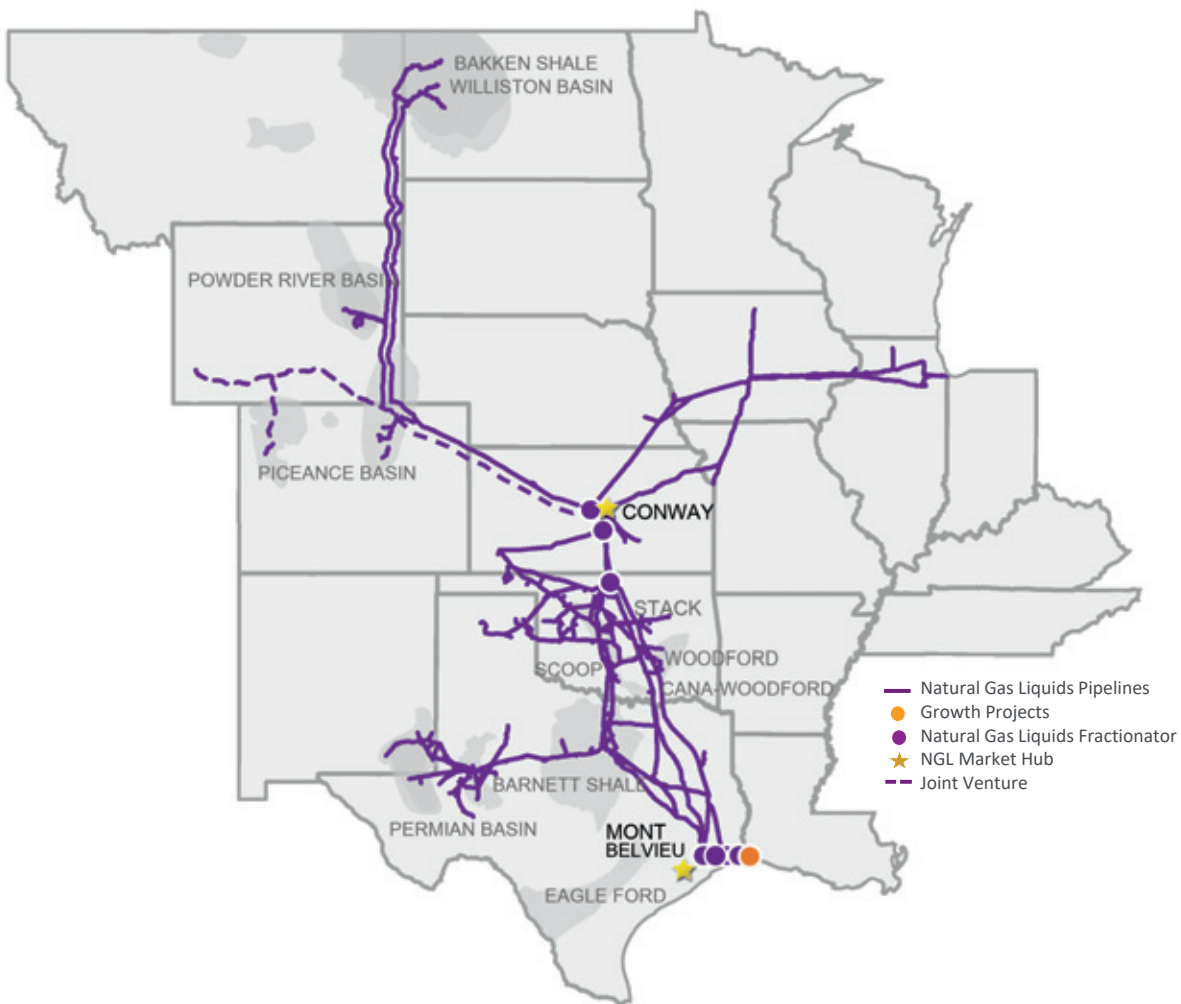 BAKKEN SHALE
WILLISTON BASIN
POWDER RIVER BASIN
PICEANCE BASIN
CONWAY
STACK
SCOOP
WOODFORD
CANA-WOODFORD
BARNETT SHALE
PERMIAN BASIN
MONT
BELVIEU
EAGLE FORD
Natural Gas Liquids Pipelines
Growth Projects
Natural Gas Liquids Fractionator
NGL Market Hub
Joint Venture